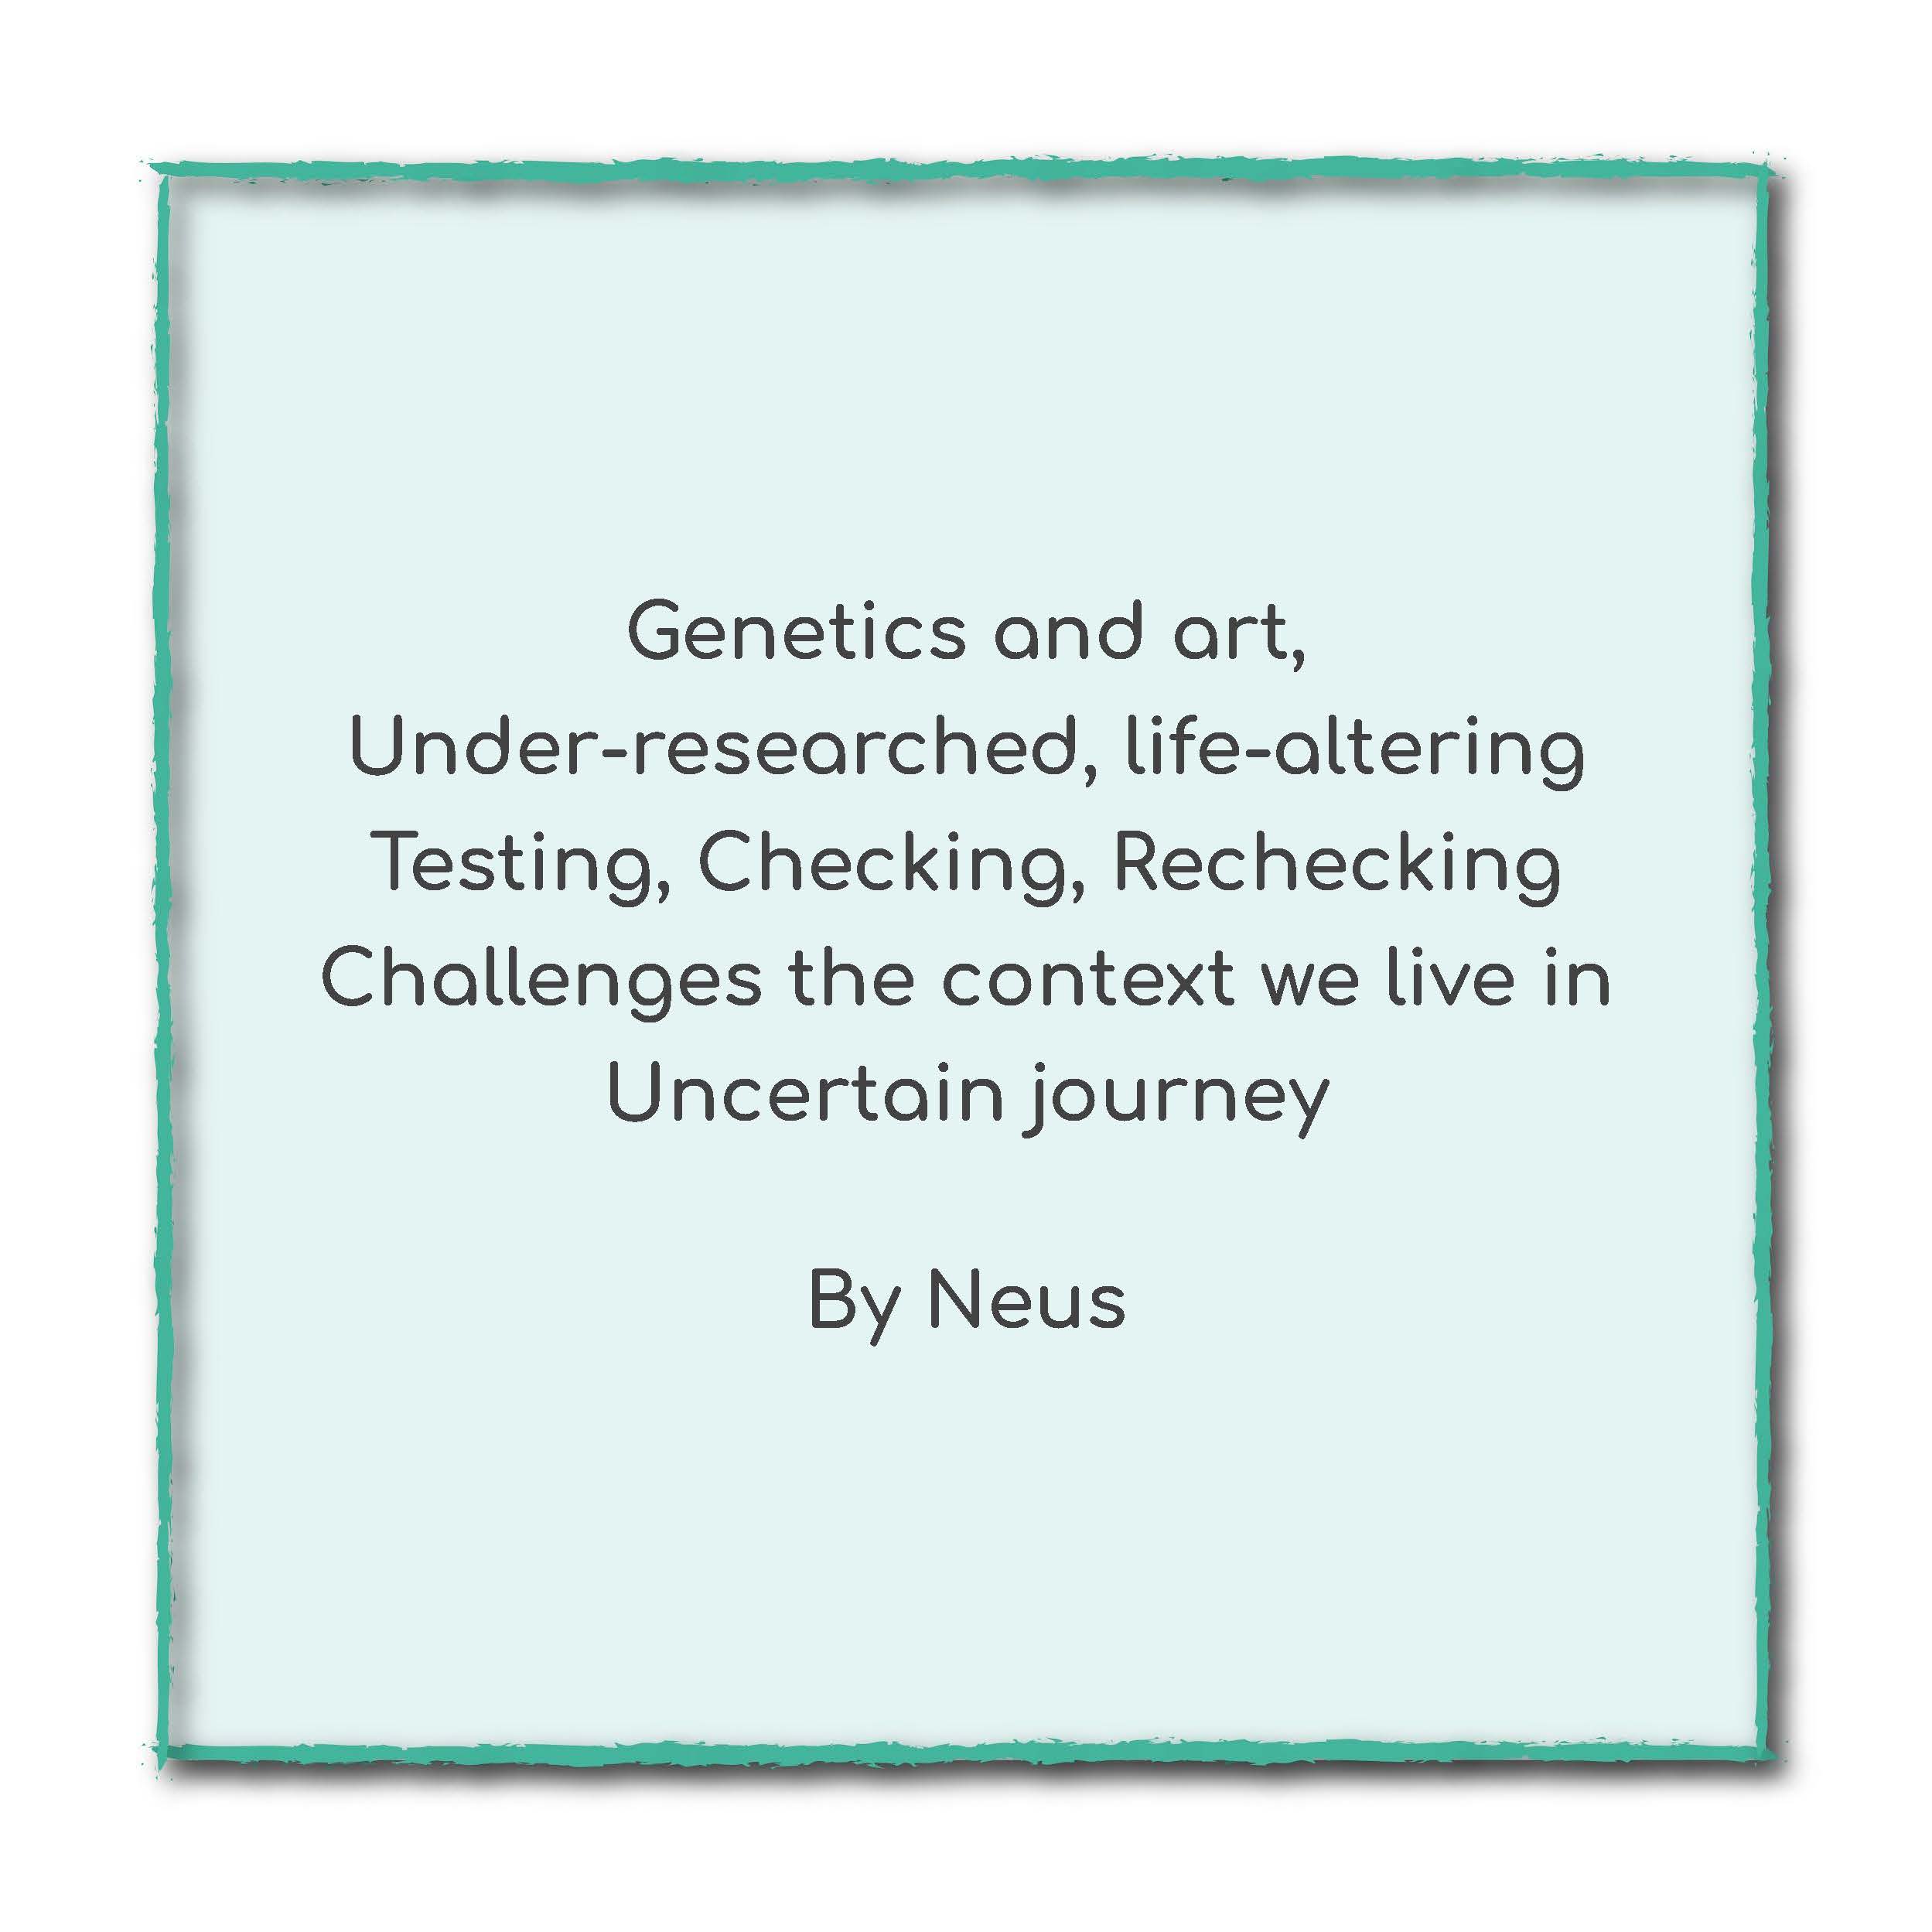 Genetics and art,
Under-researched, life-altering
Testing, Checking, Rechecking
Challenges the context we live in
Uncertain journey
By Neus